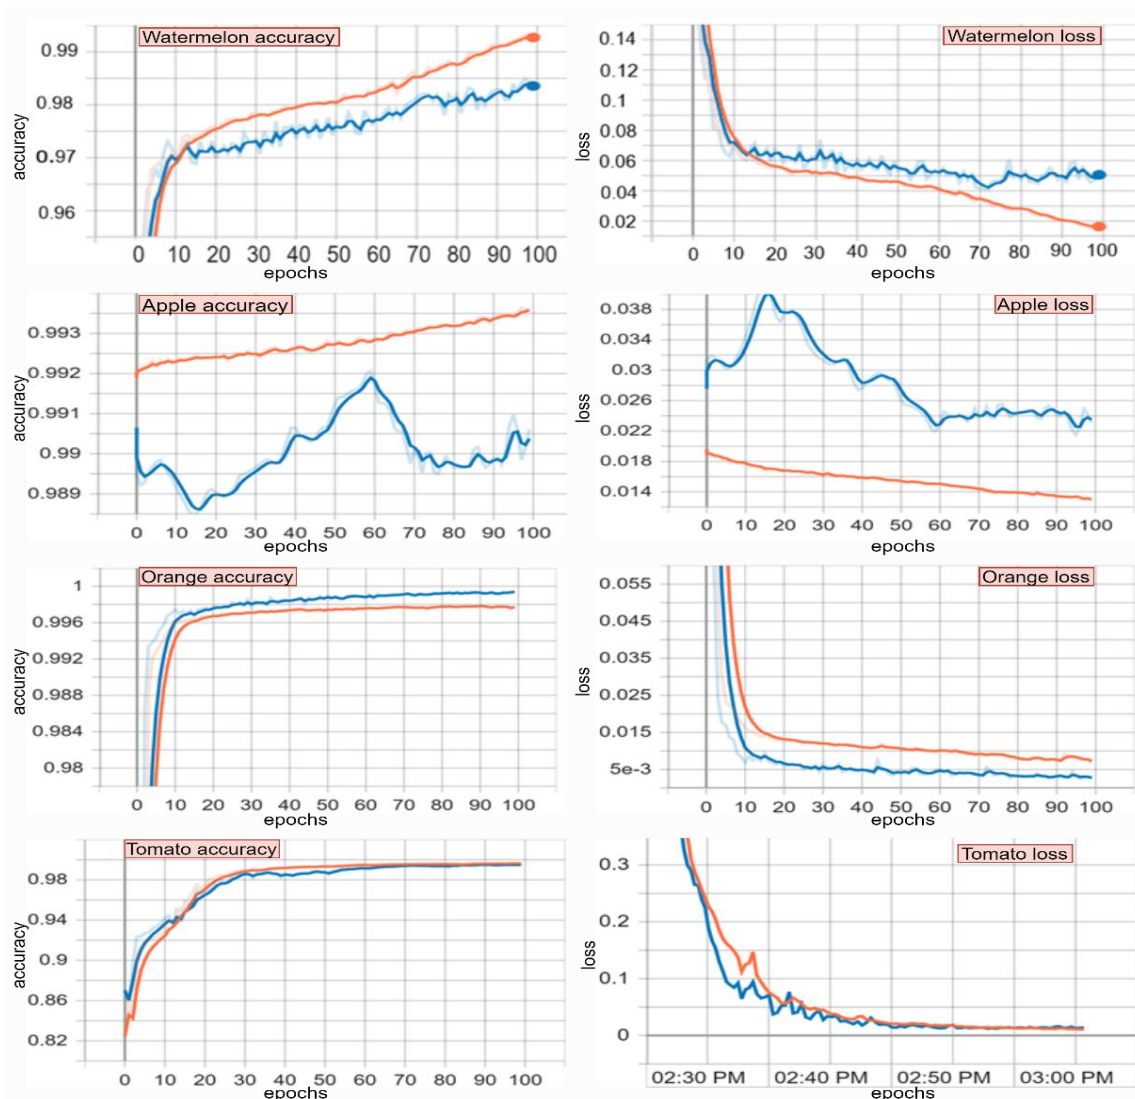 Watermelon accuracy
accuracy
0.99
0.98
0.97
0.96
0 10 20 30 40 50 60 70 80 90 100
epochs
Watermelon loss
loss
0.14
0.12
0.1
0.08
0.06
0.04
0.02
0 10 20 30 40 50 60 70 80 90 100
epochs
Apple accuracy
accuracy
0.993
0.992
0.991
0.99
0.989
0 10 20 30 40 50 60 70 80 90 100
epochs
Apple loss
loss
0.038
0.034
0.03
0.026
0.022
0.018
0.014
0 10 20 30 40 50 60 70 80 90 100
epochs
Orange accuracy
accuracy
1
0.996
0.992
0.988
0.984
0.98
0 10 20 30 40 50 60 70 80 90 100
epochs
Orange loss
loss
0.055
0.045
0.035
0.025
0.015
5e-3
0 10 20 30 40 50 60 70 80 90 100
epochs
Tomato accuracy
accuracy
0.98
0.94
0.9
0.86
0.82
0 10 20 30 40 50 60 70 80 90 100
epochs
Tomato loss
loss
0.3
0.2
0.1
0
02:30 PM 02:40 PM 02:50 PM 03:00 PM
epochs